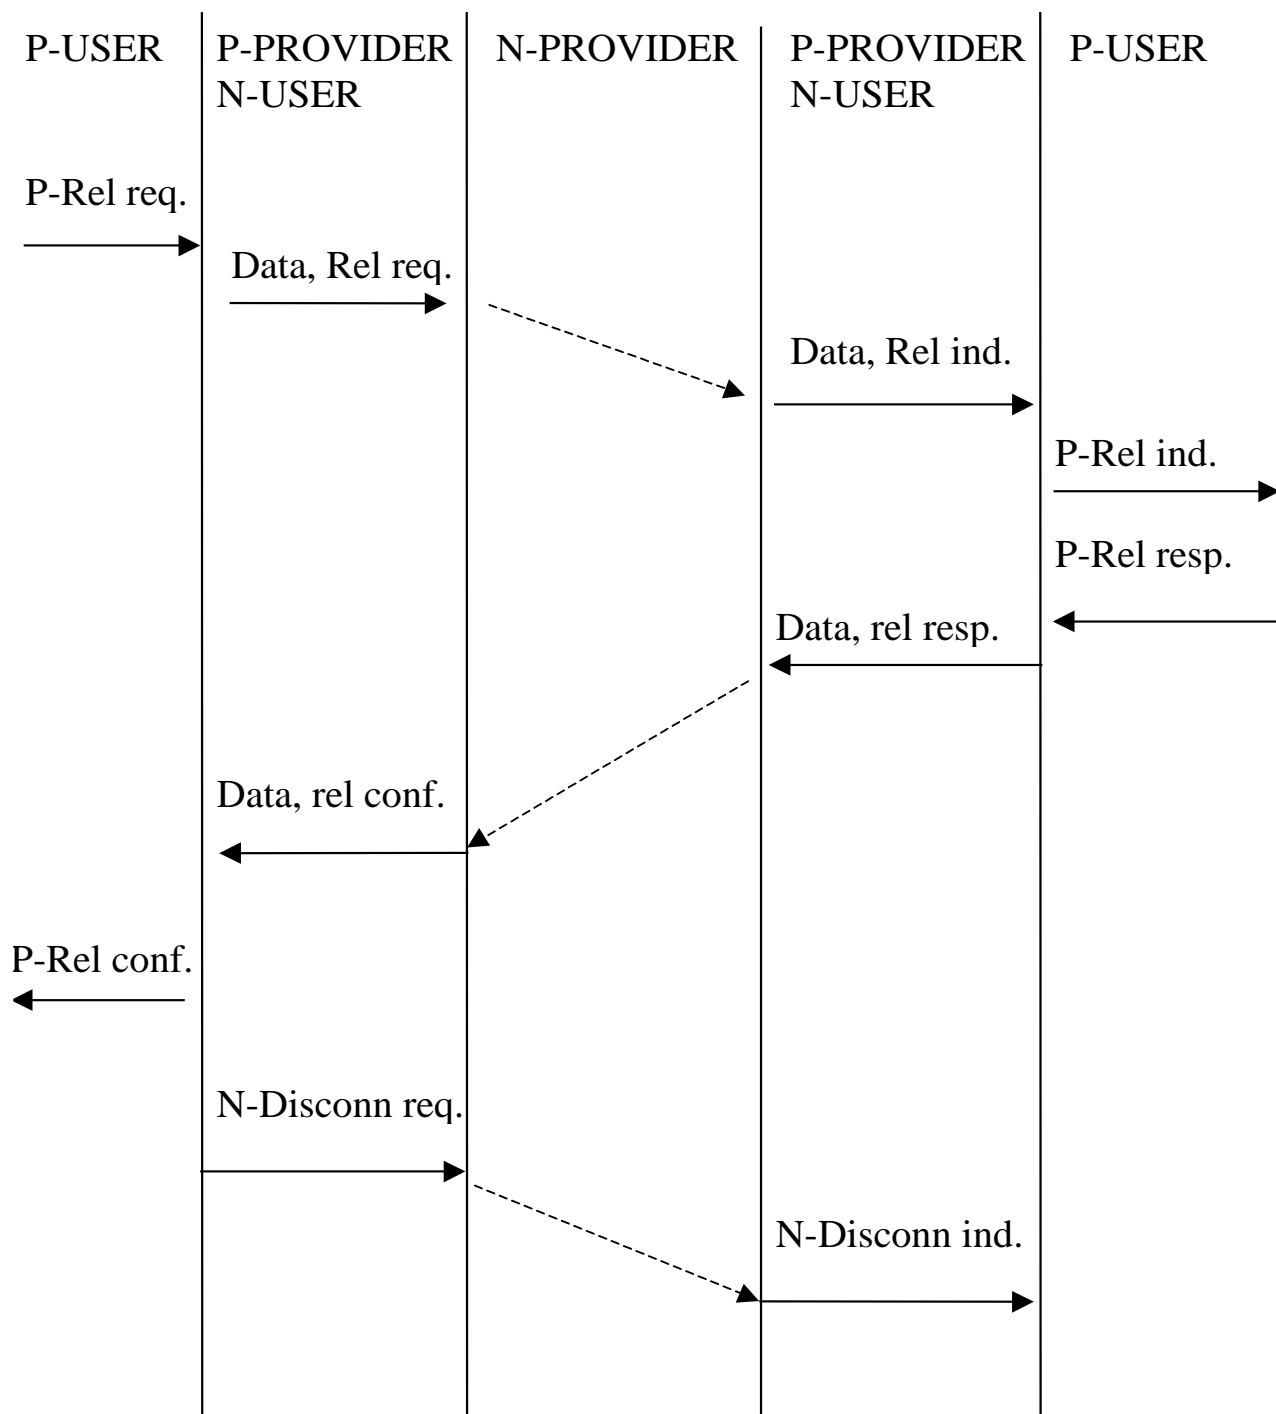 P-USER
P-PROVIDER
N-USER
N-PROVIDER
P-PROVIDER
N-USER
P-USER
P-Rel req.
Data, Rel req.
Data, Rel ind.
P-Rel ind.
P-Rel resp.
Data, rel resp.
Data, rel conf.
P-Rel conf.
N-Disconn req.
N-Disconn ind.